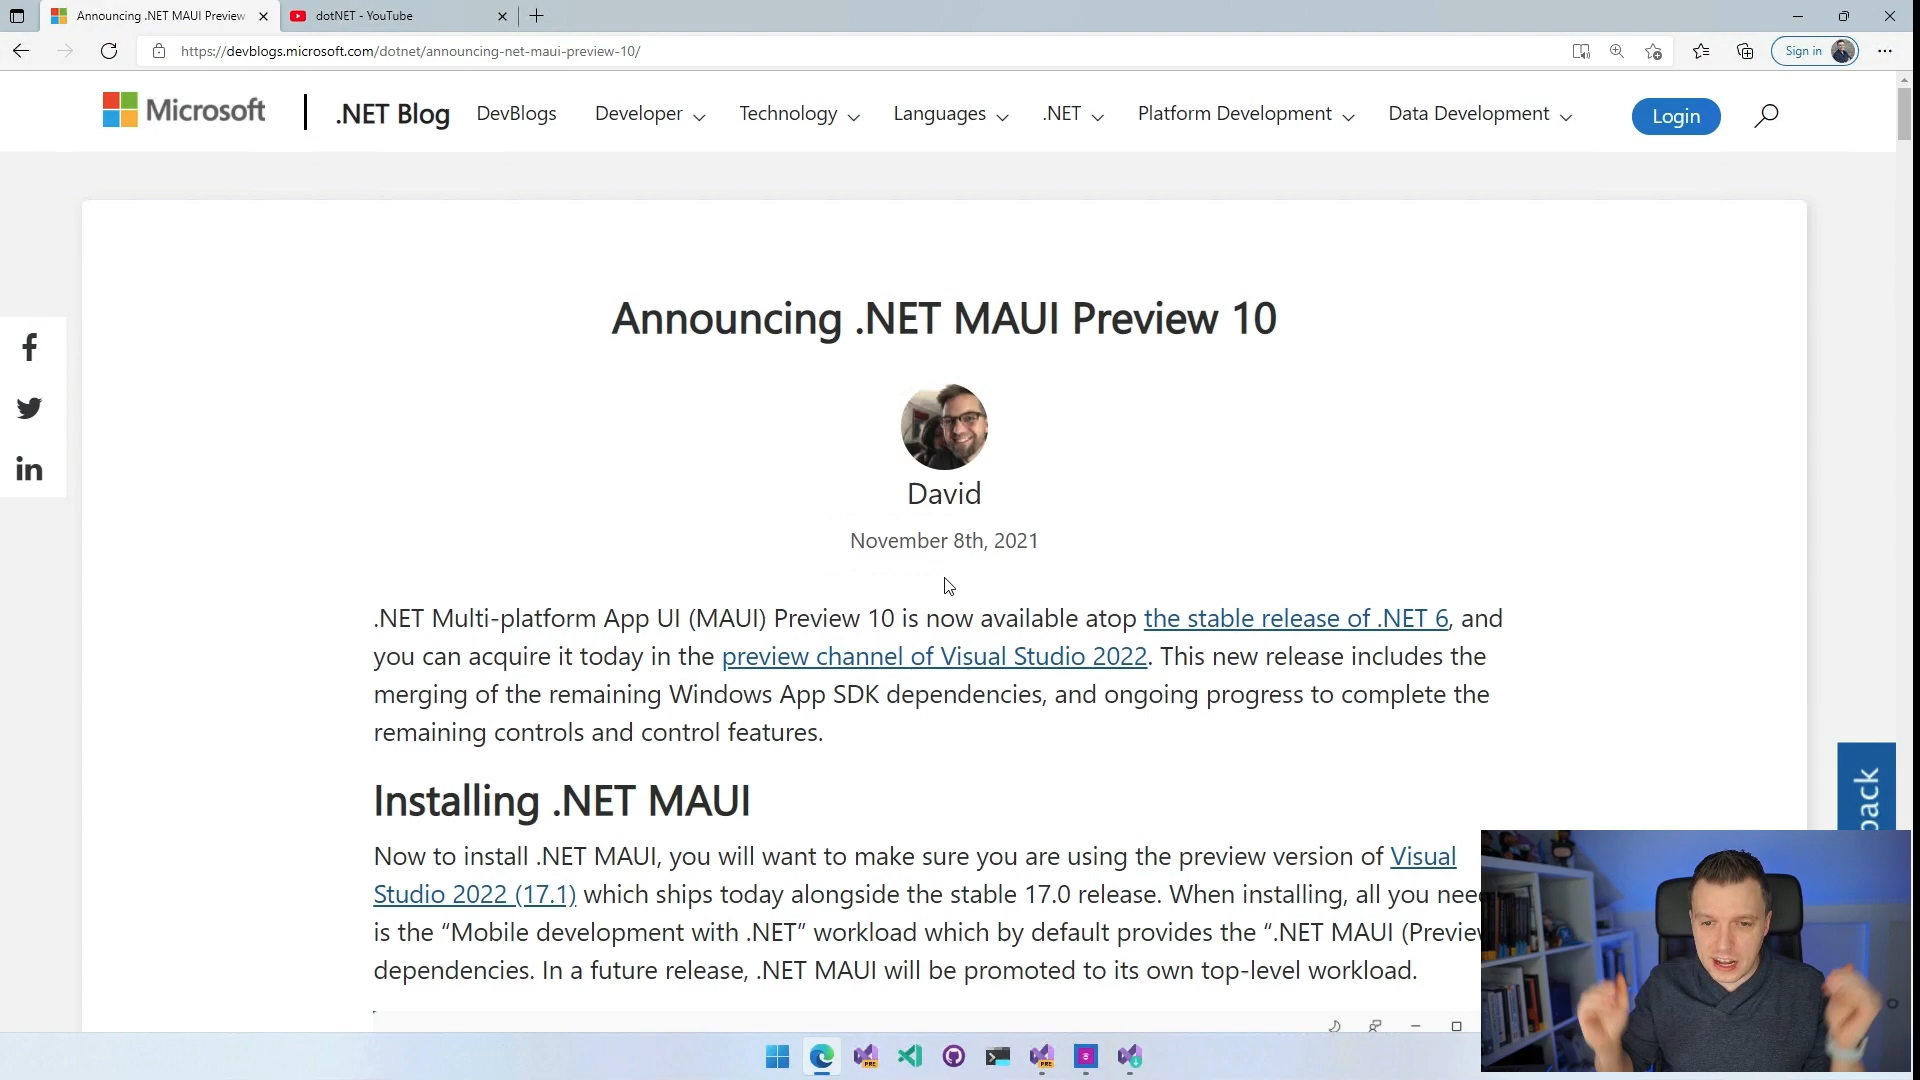 Announcing .NET MAUI Preview
dotNET - YouTube
https://devblogs.microsoft.com/dotnet/announcing-net-maui-preview-10/
Sign in
Microsoft
.NET Blog
DevBlogs
Developer
Technology
Languages
.NET
Platform Development
Data Development
Login
Announcing .NET MAUI Preview 10
David
November 8th, 2021
.NET Multi-platform App UI (MAUI) Preview 10 is now available atop the stable release of .NET 6, and
you can acquire it today in the preview channel of Visual Studio 2022. This new release includes the
merging of the remaining Windows App SDK dependencies, and ongoing progress to complete the
remaining controls and control features.
Installing .NET MAUI
Now to install .NET MAUI, you will want to make sure you are using the preview version of Visual
Studio 2022 (17.1) which ships today alongside the stable 17.0 release. When installing, all you
is the “Mobile development with .NET” workload which by default provides the “.NET MAUI
dependencies. In a future release, .NET MAUI will be promoted to its own top-level workload.
PRE
PRE